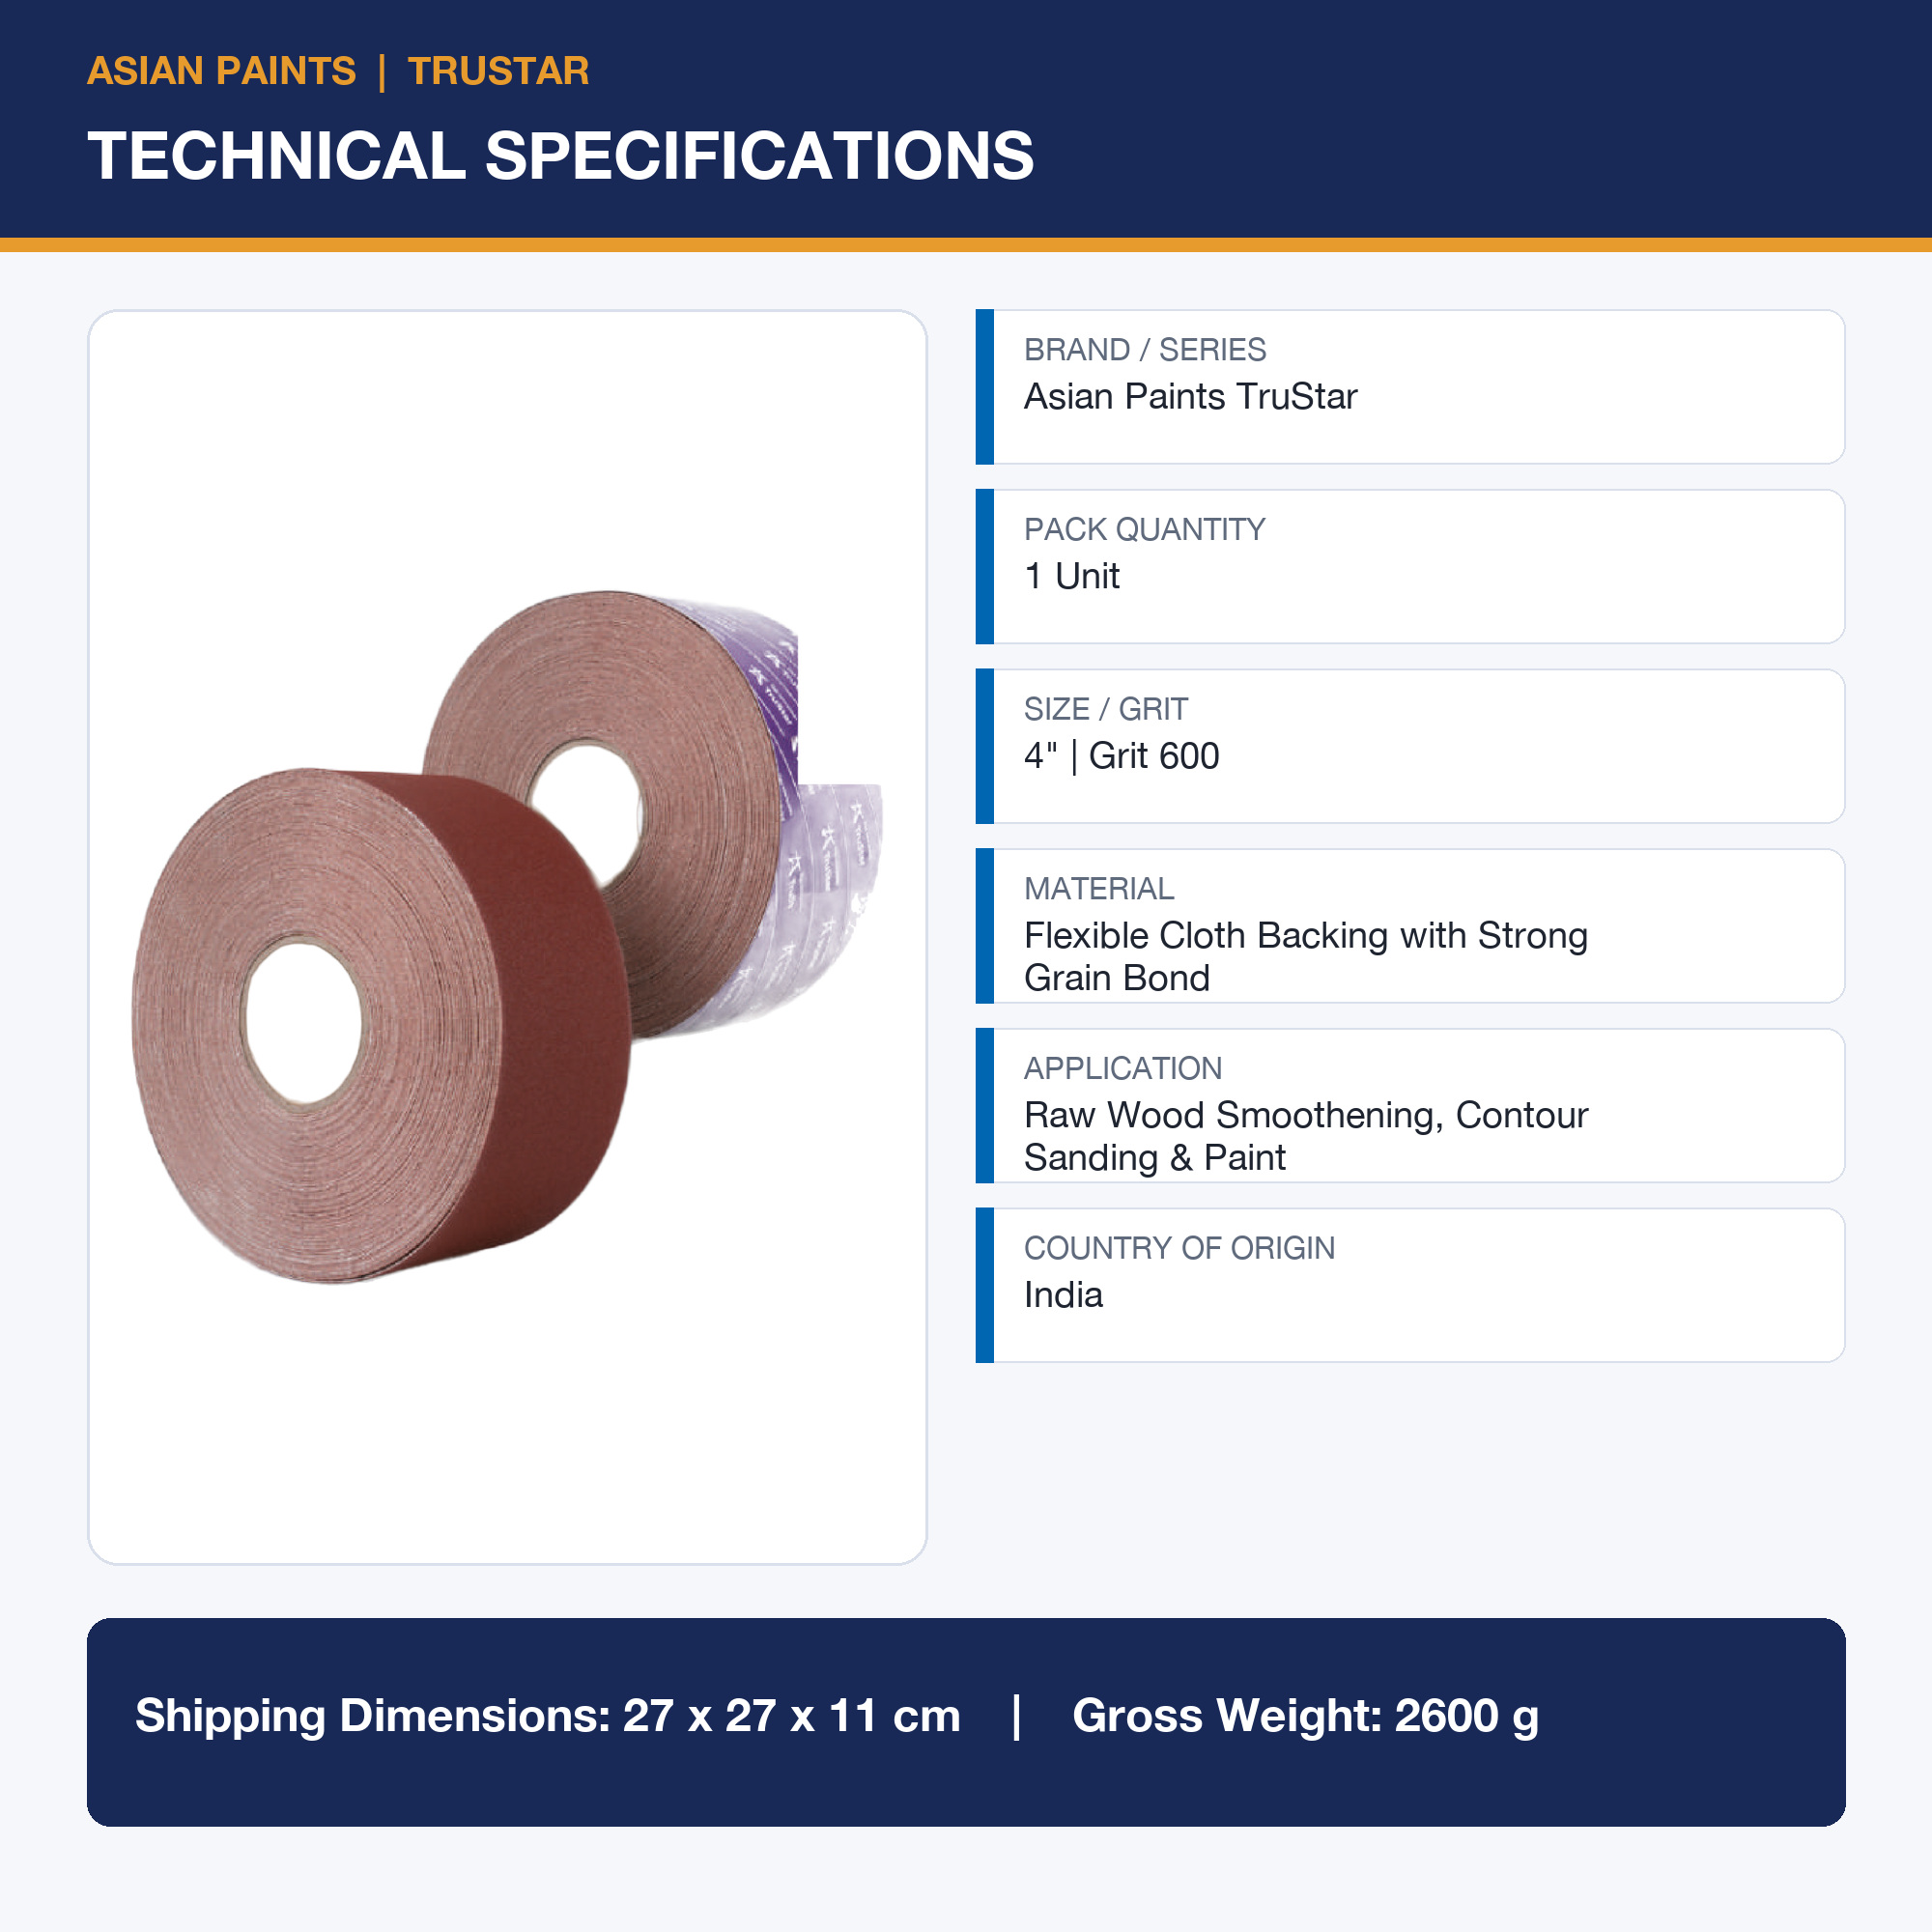 ASIAN PAINTS | TRUSTAR
TECHNICAL SPECIFICATIONS
BRAND / SERIES
Asian Paints TruStar
PACK QUANTITY
1 Unit
SIZE / GRIT
4" | Grit 600
MATERIAL
Flexible Cloth Backing with Strong
Grain Bond
APPLICATION
Raw Wood Smoothening, Contour
Sanding & Paint
COUNTRY OF ORIGIN
India
Shipping Dimensions: 27 x 27 x 11 cm | Gross Weight: 2600 g